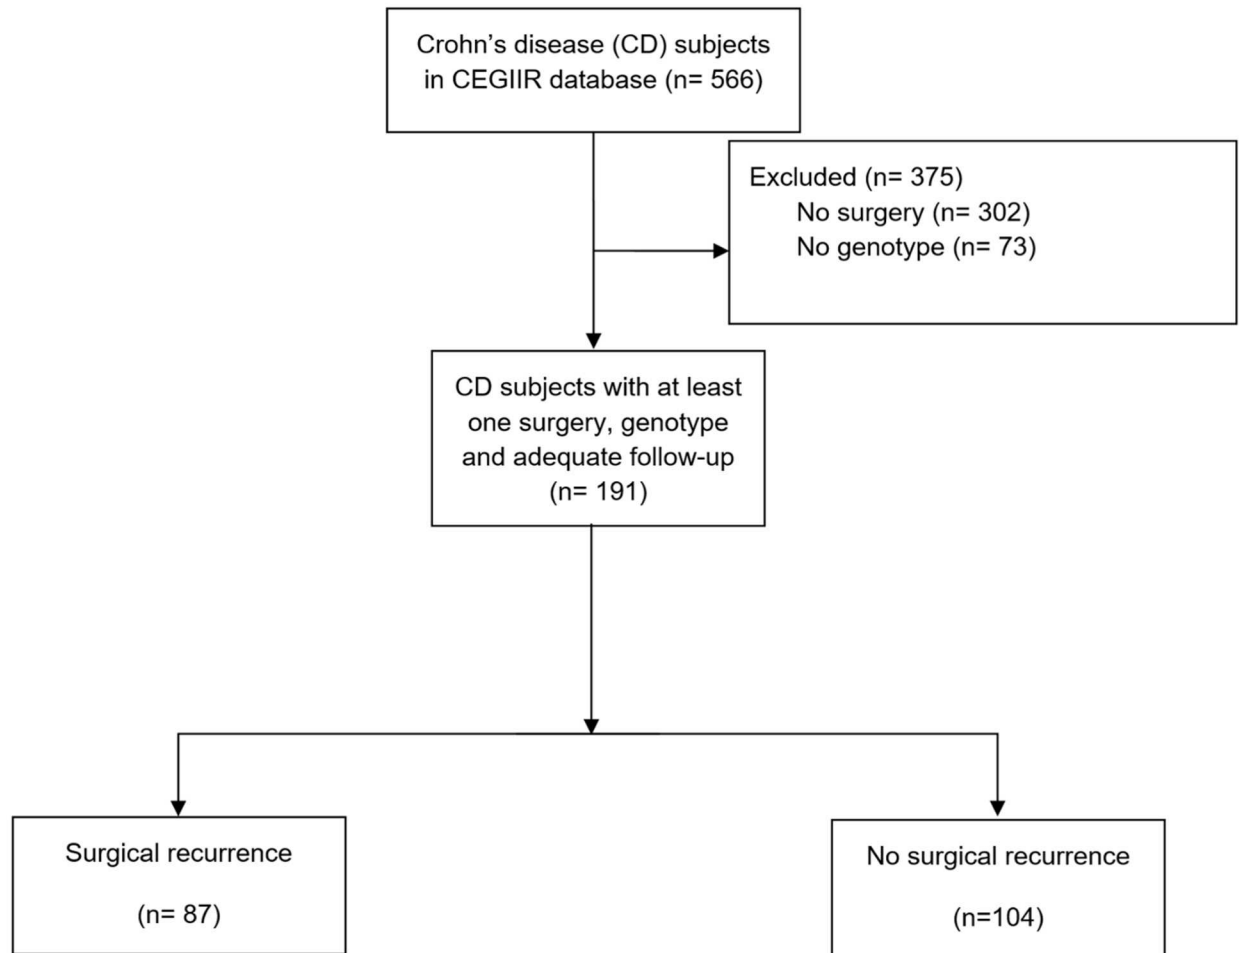 Crohn’s disease (CD) subjects
in CEGIIR database (n= 566)
Excluded (n= 375)
No surgery (n= 302)
No genotype (n= 73)
CD subjects with at least
one surgery, genotype
and adequate follow-up
(n= 191)
Surgical recurrence
(n= 87)
No surgical recurrence
(n=104)